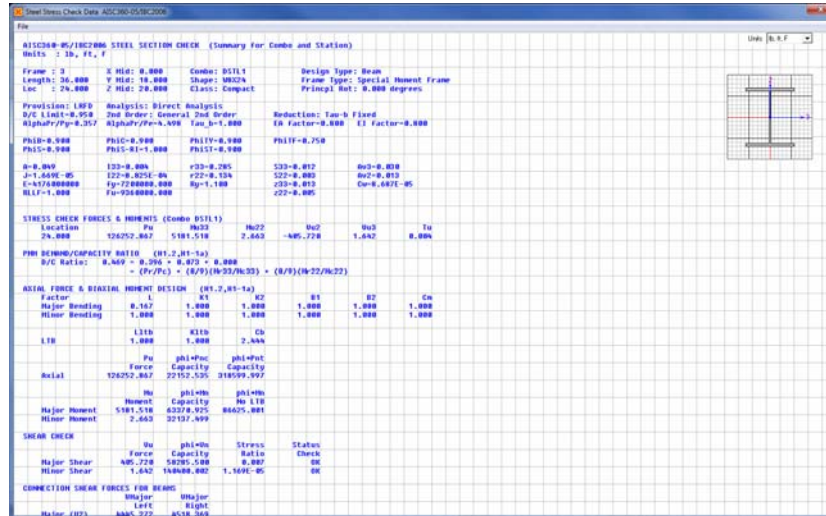 Steel Stress Check Data AISC360-05/IBC2006
File
Units lb, ft, F
AISC360-05/IBC2006 STEEL SECTION CHECK (Summary for Combo and Station)
Units : lb, ft, F
Frame : 3 X Mid: 0.000 Combo: DSTL1 Design Type: Beam
Length: 36.000 Y Mid: 18.000 Shape: W8X24 Frame Type: Special Moment Frame
Loc : 24.000 Z Mid: 20.000 Class: Compact Princpl Rot: 0.000 degrees
Provision: LRFD Analysis: Direct Analysis
D/C Limit=0.950 2nd Order: General 2nd Order Reduction: Tau-b Fixed
AlphaPr/Py=0.357 AlphaPr/Pe=4.498 Tau_b=1.000 EA factor=0.800 EI factor=0.800
PhiB=0.900 PhiC=0.900 PhiTY=0.900 PhiTF=0.750
PhiS=0.900 PhiS-RI=1.000 PhiST=0.900
A=0.049 I33=0.004 r33=0.285 S33=0.012 Av3=0.030
J=1.669E-05 I22=8.825E-04 r22=0.134 S22=0.003 Av2=0.013
E=4176000000 fy=7200000.000 Ry=1.100 z33=0.013 Cw=8.687E-05
RLLF=1.000 Fu=9360000.000 z22=0.005
STRESS CHECK FORCES & MOMENTS (Combo DSTL1)
Location Pu Mu33 Mu22 Vu2 Vu3 Tu
24.000 126252.867 5181.518 2.663 -405.720 1.642 0.004
PMM DEMAND/CAPACITY RATIO (H1.2,H1-1a)
D/C Ratio: 0.469 = 0.396 + 0.073 + 0.000
= (Pr/Pc) + (8/9)(Mr33/Mc33) + (8/9)(Mr22/Mc22)
AXIAL FORCE & BIAXIAL MOMENT DESIGN (H1.2,H1-1a)
Factor L K1 K2 B1 B2 Cm
Major Bending 0.167 1.000 1.000 1.000 1.000 1.000
Minor Bending 1.000 1.000 1.000 1.000 1.000 1.000
Lltb Kltb Cb
LTB 1.000 1.000 2.444
Pu phi*Pnc phi*Pnt
Force Capacity Capacity
Axial 126252.867 22152.535 318599.997
Mu phi*Mn phi*Mn
Moment Capacity No LTB
Major Moment 5181.518 63378.925 86625.001
Minor Moment 2.663 32137.499
SHEAR CHECK
Vu phi*Vn Stress Status
Force Capacity Ratio Check
Major Shear 405.720 58285.500 0.007 OK
Minor Shear 1.642 140400.002 1.169E-05 OK
CONNECTION SHEAR FORCES FOR BEAMS
VMajor VMajor
Left Right
Major (V2) 4445.272 4518.369